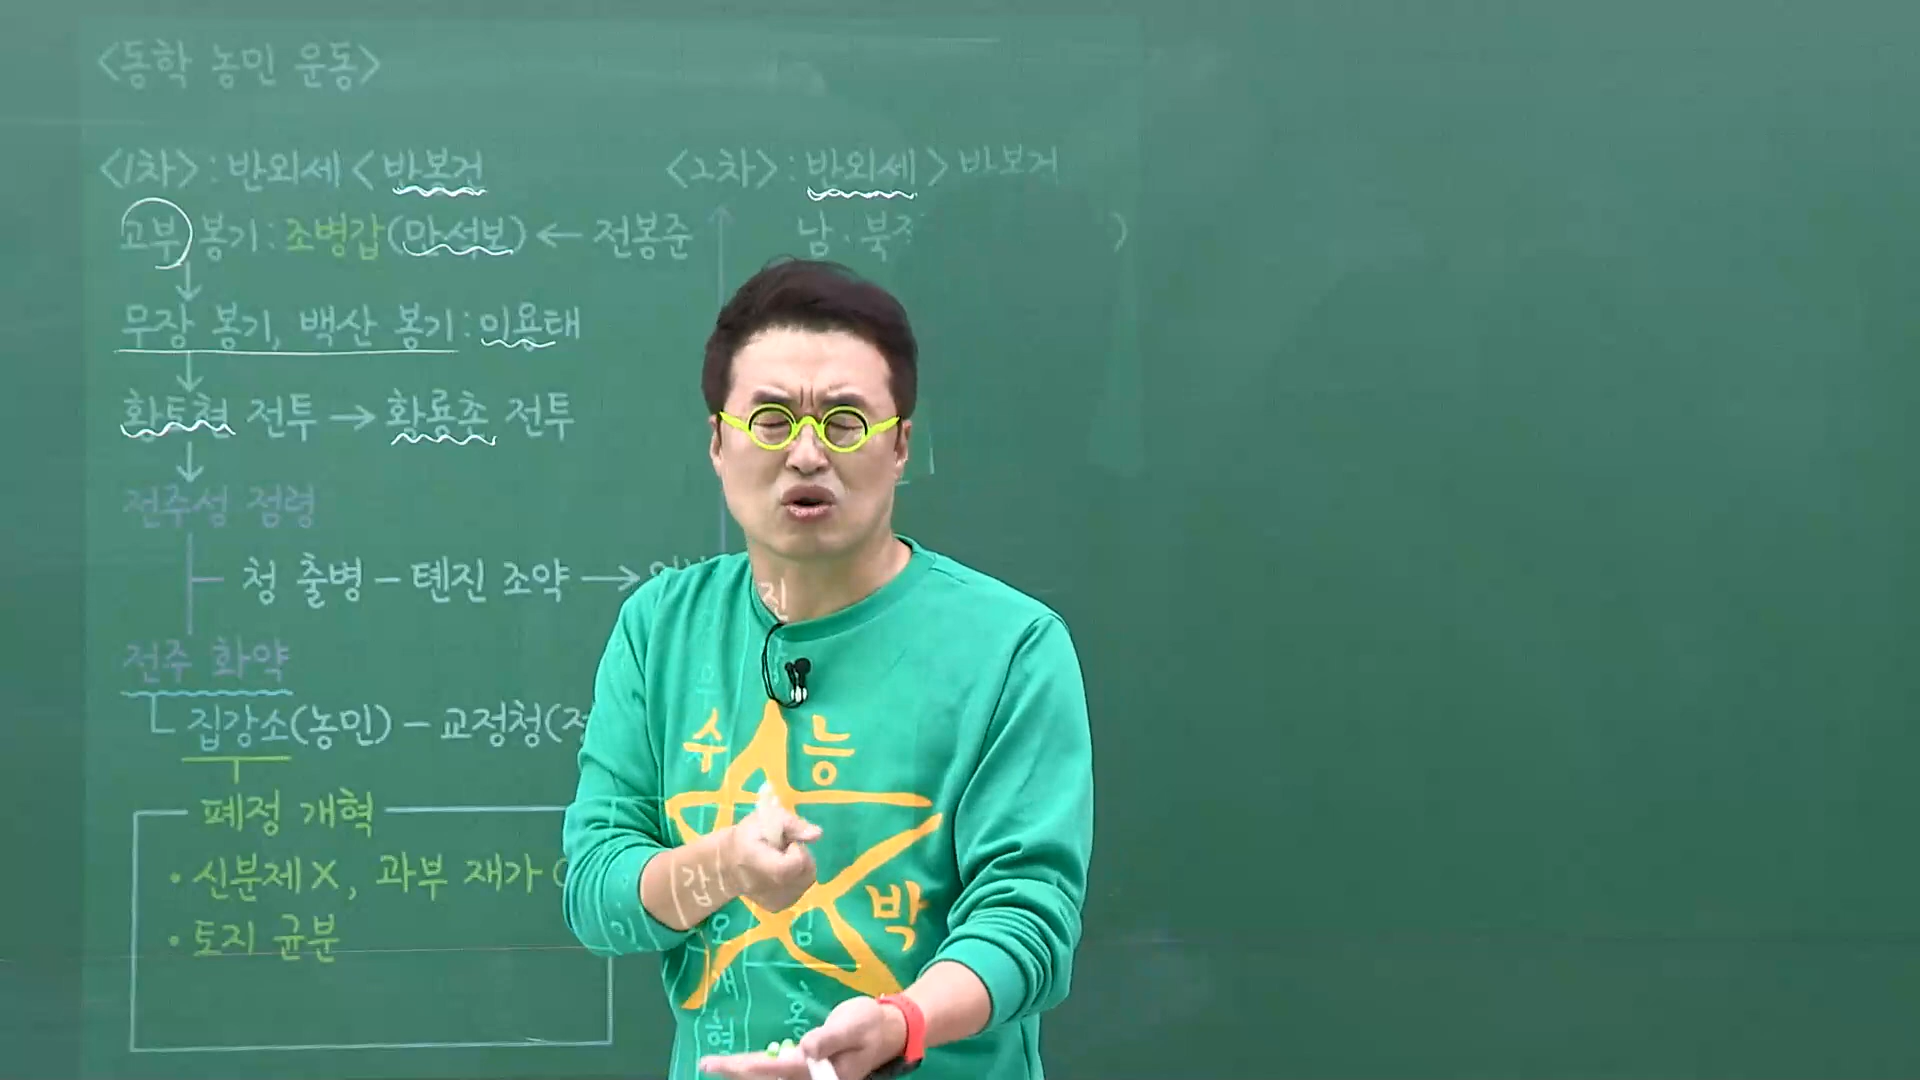 <동학 농민 운동>
<1차> : 반외세 < 반봉건
고부 봉기 : 조병갑(만석보) ← 전봉준
무장 봉기, 백산 봉기 : 이용태
황토현 전투 → 황룡촌 전투
전주성 점령
청 출병 - 톈진 조약 →
전주 화약
집강소(농민) - 교정청(
폐정 개혁
· 신분제 X, 과부 재가
· 토지 균분
<2차> : 반외세 > 반봉건
남·북
)
진
수능
박
갑
오